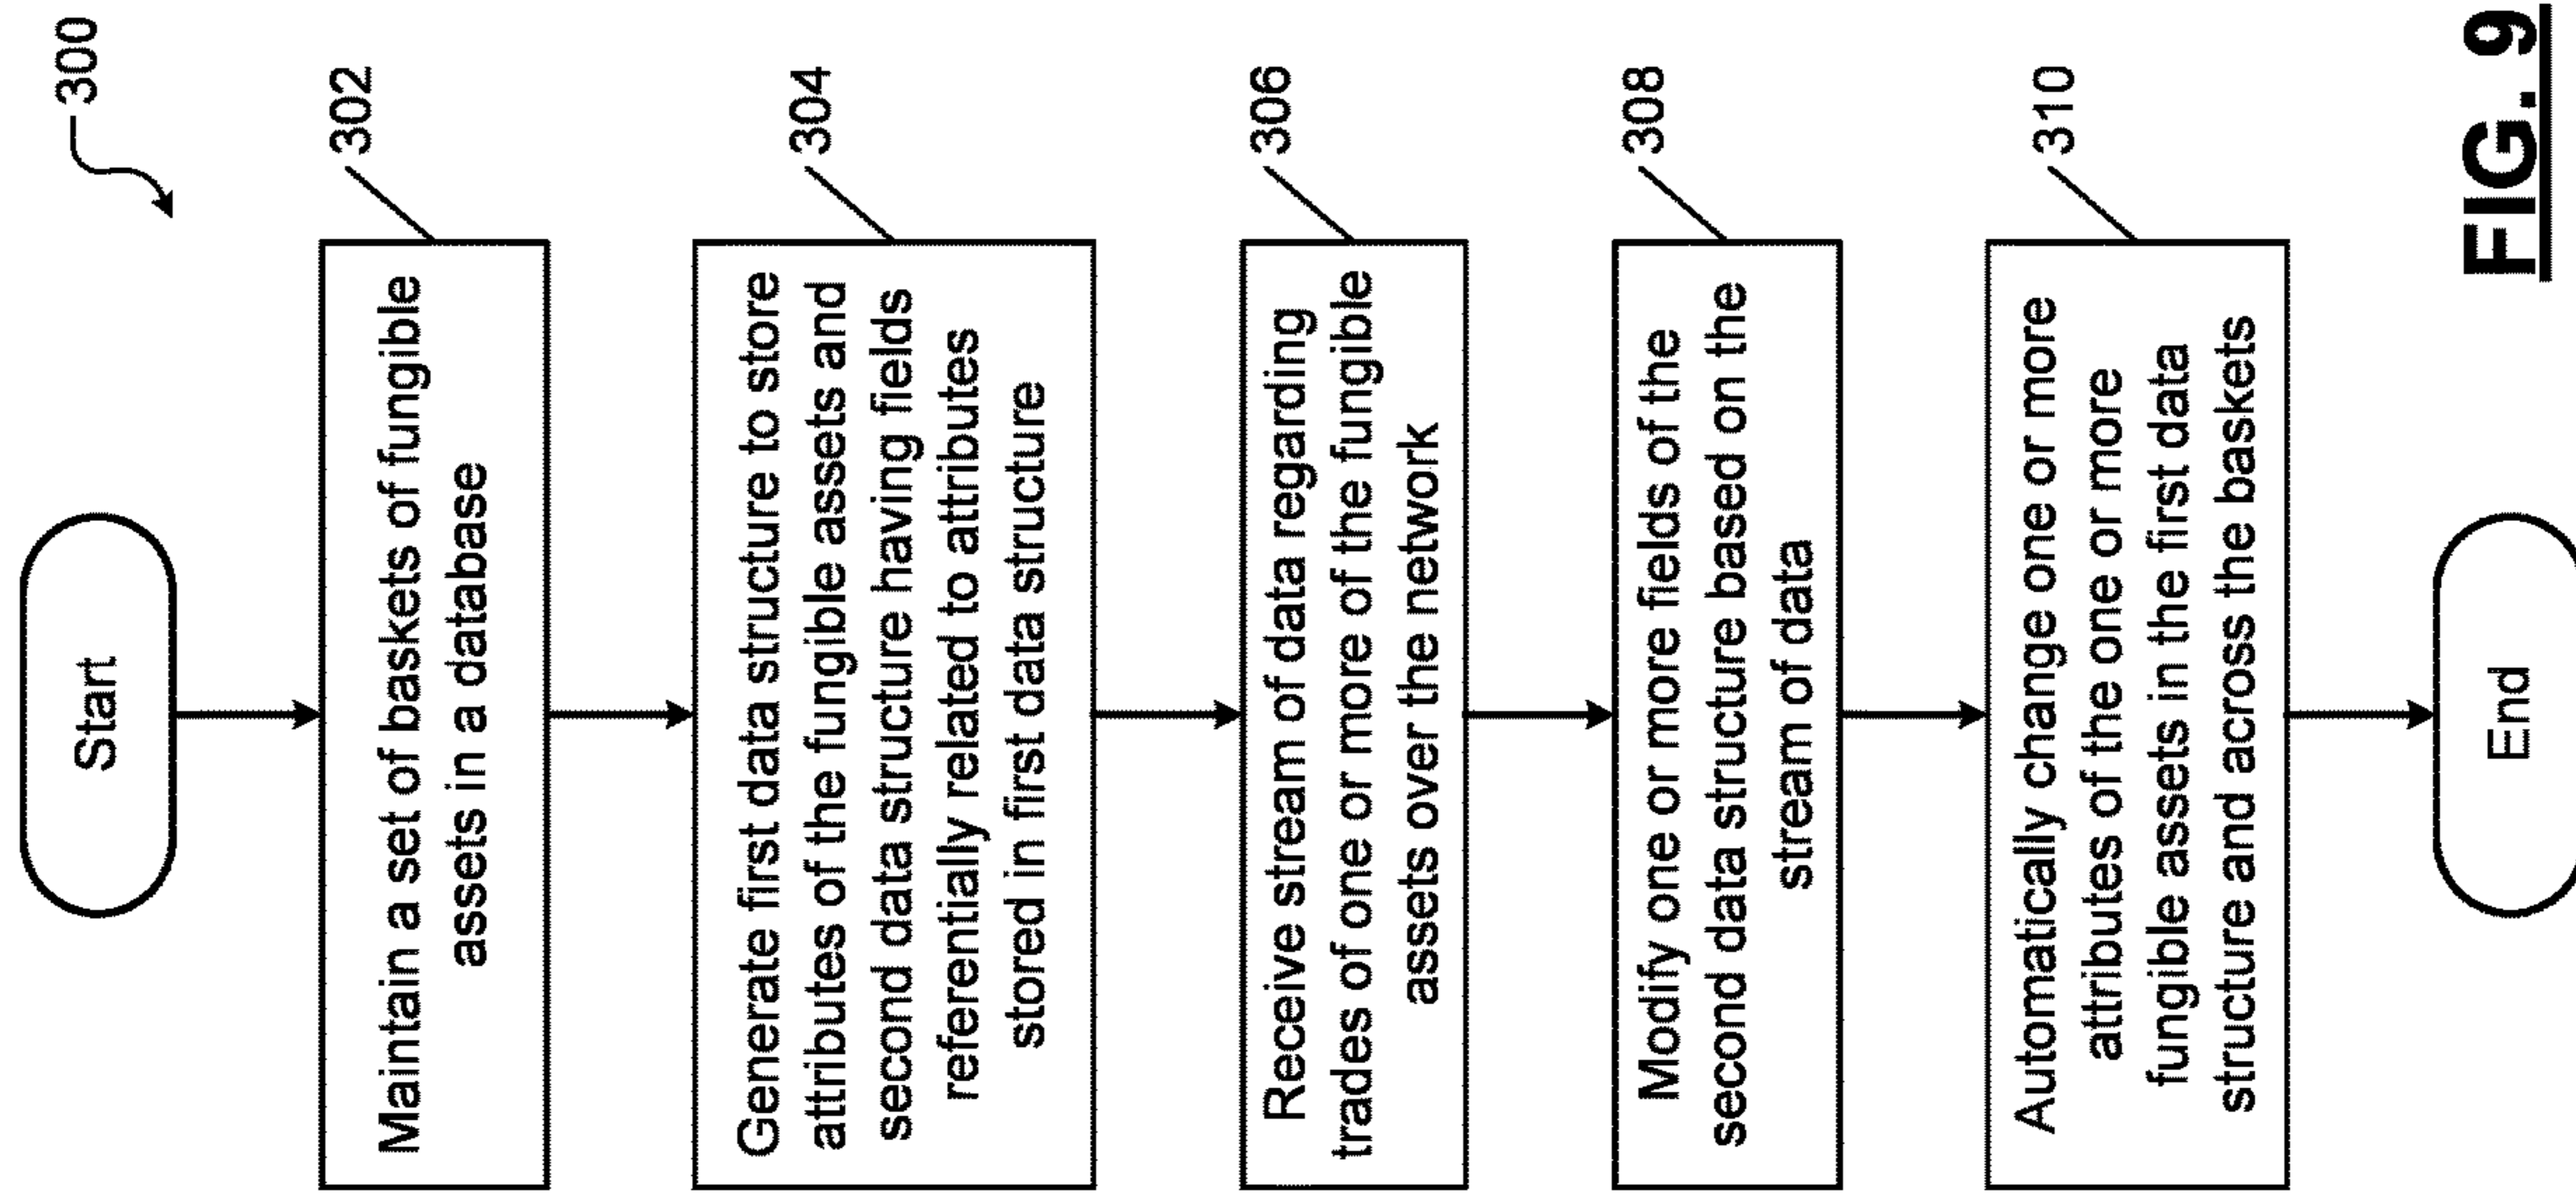 300
Start
302
Maintain a set of baskets of fungible
assets in a database
304
Generate first data structure to store
attributes of the fungible assets and
second data structure having fields
referentially related to attributes
stored in first data structure
306
Receive stream of data regarding
trades of one or more of the fungible
assets over the network
308
Modify one or more fields of the
second data structure based on the
stream of data
310
Automatically change one or more
attributes of the one or more
fungible assets in the first data
structure and across the baskets
End
FIG. 9